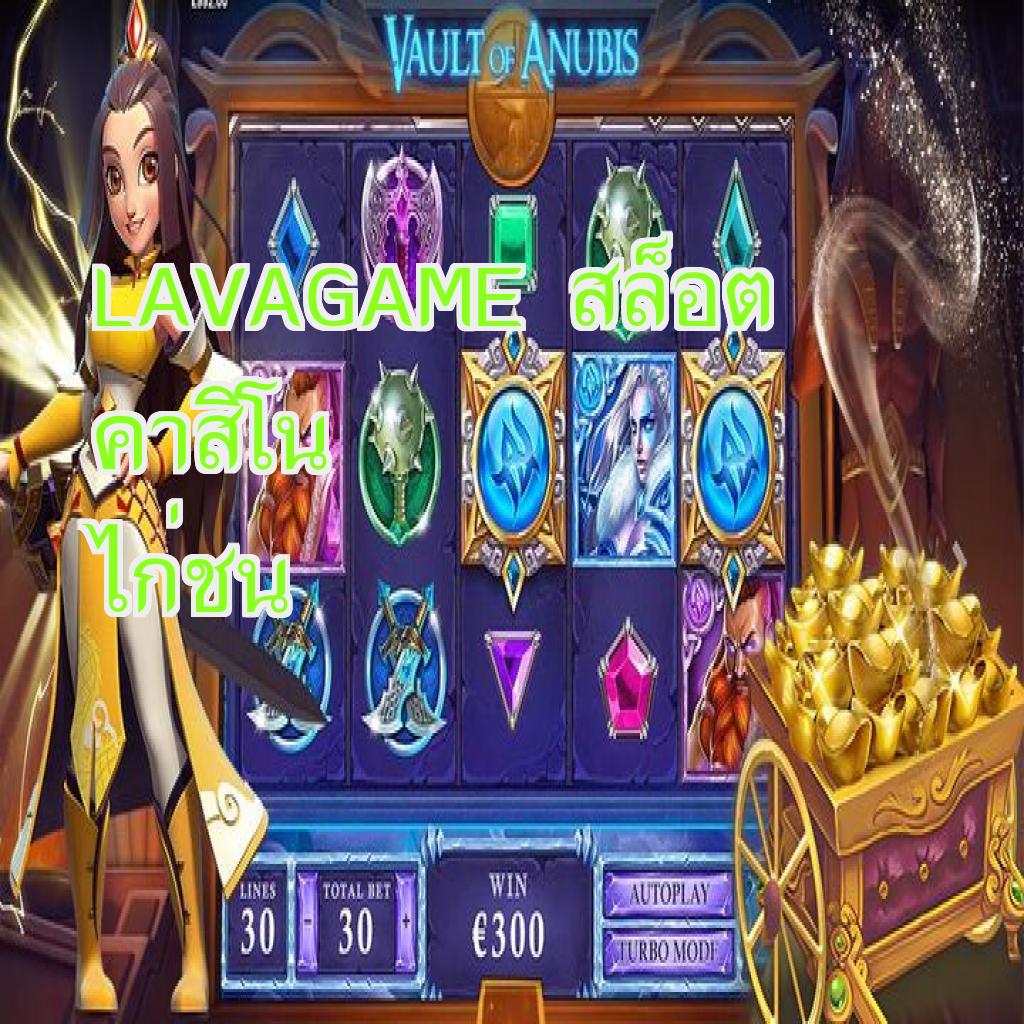 VAULT OF ANUBIS
LAVAGAME สล็อต
คาสิโน
ไก่ชน
LINES
30
TOTAL BET
- 30 +
WIN
€300
AUTOPLAY
TURBO MODE